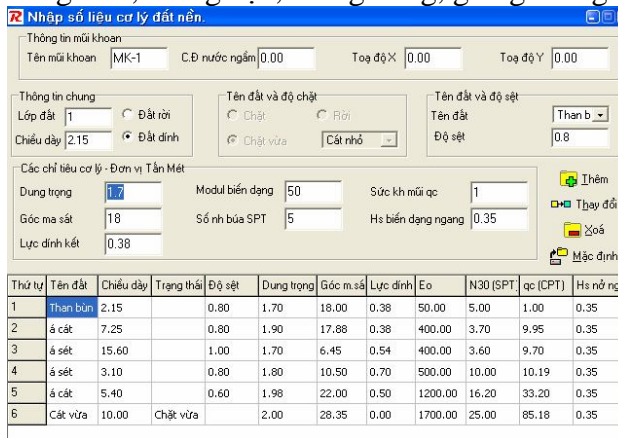 Nhập số liệu cơ lý đất nền.
Thông tin mũi khoan
Tên mũi khoan MK-1 C.Đ nước ngầm 0.00 Toạ độ X 0.00 Toạ độ Y 0.00
Thông tin chung Tên đất và độ chặt Tên đất và độ sệt
Lớp đất 1 Đất rời Chặt Rời Tên đất Than b
Chiều dày 2.15 Đất dính Chặt vừa Cát nhỏ Độ sệt 0.8
Các chỉ tiêu cơ lý - Đơn vị Tấn Mét
Dung trọng 1.7 Modul biến dạng 50 Sức kh mũi qc 1 Thêm
Góc ma sát 18 Số nh búa SPT 5 Hs biến dạng ngang 0.35 Thay đổi
Lực dính kết 0.38 Xoá
Mặc định
Thứ tự Tên đất Chiều dày Trạng thái Độ sệt Dung trọng Góc m.sá Lực dính Eo N30 (SPT) qc (CPT) Hs nở ng
1 Than bùn 2.15 0.80 1.70 18.00 0.38 50.00 5.00 1.00 0.35
2 á cát 7.25 0.80 1.90 17.88 0.38 400.00 3.70 9.95 0.35
3 á sét 15.60 1.00 1.70 6.45 0.54 400.00 3.60 9.70 0.35
4 á sét 3.10 0.80 1.80 10.50 0.70 500.00 10.00 10.19 0.35
5 á cát 5.40 0.60 1.98 22.00 0.50 1200.00 16.20 33.20 0.35
6 Cát vừa 10.00 Chặt vừa 2.00 28.35 0.00 1700.00 25.00 85.18 0.35